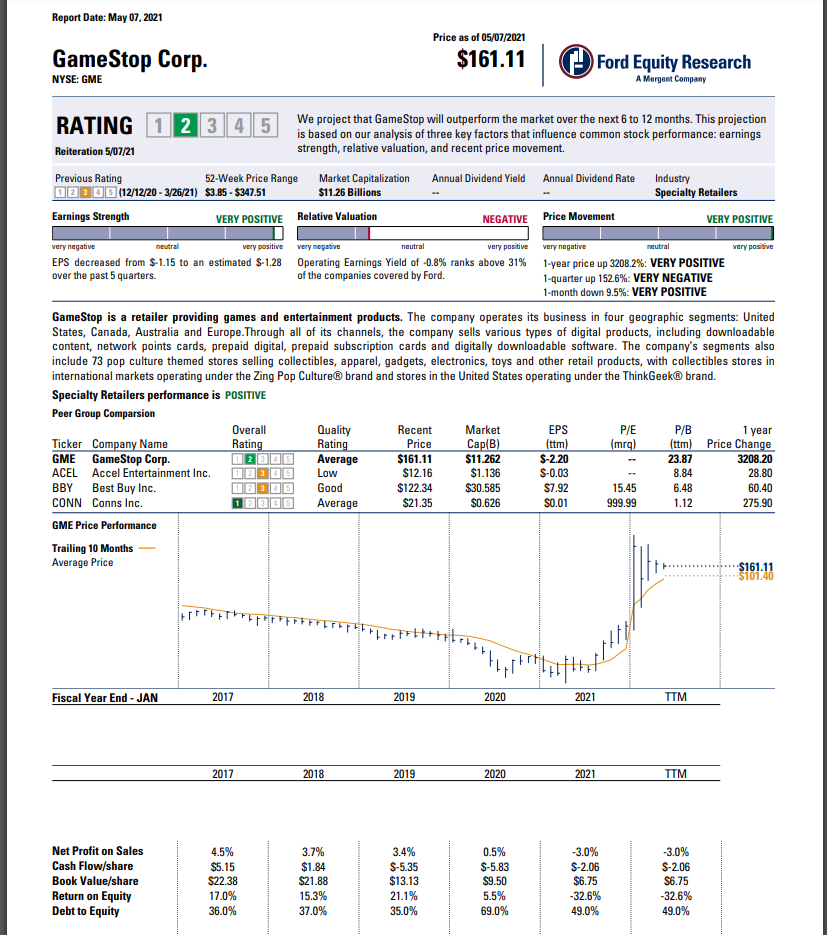 Report Date: May 07, 2021
Price as of 05/07/2021
GameStop Corp.
$161.11
Ford Equity Research
NYSE: GME
A Mergent Company
RATING 1 2 3 4 5
We project that GameStop will outperform the market over the next 6 to 12 months. This projection
is based on our analysis of three key factors that influence common stock performance: earnings
strength, relative valuation, and recent price movement.
Reiteration 5/07/21
Previous Rating 52-Week Price Range Market Capitalization Annual Dividend Yield Annual Dividend Rate Industry
1 2 3 4 5 (12/12/20 - 3/26/21) $3.85 - $347.51 $11.26 Billions -- -- Specialty Retailers
Earnings Strength VERY POSITIVE
very negative neutral very positive
EPS decreased from $-1.15 to an estimated $-1.28
over the past 5 quarters.
Relative Valuation NEGATIVE
very negative neutral very positive
Operating Earnings Yield of -0.8% ranks above 31%
of the companies covered by Ford.
Price Movement VERY POSITIVE
very negative neutral very positive
1-year price up 3208.2%: VERY POSITIVE
1-quarter up 152.6%: VERY NEGATIVE
1-month down 9.5%: VERY POSITIVE
GameStop is a retailer providing games and entertainment products. The company operates its business in four geographic segments: United
States, Canada, Australia and Europe.Through all of its channels, the company sells various types of digital products, including downloadable
content, network points cards, prepaid digital, prepaid subscription cards and digitally downloadable software. The company's segments also
include 73 pop culture themed stores selling collectibles, apparel, gadgets, electronics, toys and other retail products, with collectibles stores in
international markets operating under the Zing Pop Culture® brand and stores in the United States operating under the ThinkGeek® brand.
Specialty Retailers performance is POSITIVE
Peer Group Comparsion
Overall Quality Recent Market EPS P/E P/B 1 year
Ticker Company Name Rating Rating Price Cap(B) (ttm) (mrq) (ttm) Price Change
GME GameStop Corp. 1 2 3 4 5 Average $161.11 $11.262 $-2.20 -- 23.87 3208.20
ACEL Accel Entertainment Inc. 1 2 3 4 5 Low $12.16 $1.136 $-0.03 -- 8.84 28.80
BBY Best Buy Inc. 1 2 3 4 5 Good $122.34 $30.585 $7.92 15.45 6.48 60.40
CONN Conns Inc. 1 2 3 4 5 Average $21.35 $0.626 $0.01 999.99 1.12 275.90
GME Price Performance
Trailing 10 Months
Average Price
$161.11
$101.40
Fiscal Year End - JAN 2017 2018 2019 2020 2021 TTM
2017 2018 2019 2020 2021 TTM
Net Profit on Sales 4.5% 3.7% 3.4% 0.5% -3.0% -3.0%
Cash Flow/share $5.15 $1.84 $-5.35 $-5.83 $-2.06 $-2.06
Book Value/share $22.38 $21.88 $13.13 $9.50 $6.75 $6.75
Return on Equity 17.0% 15.3% 21.1% 5.5% -32.6% -32.6%
Debt to Equity 36.0% 37.0% 35.0% 69.0% 49.0% 49.0%